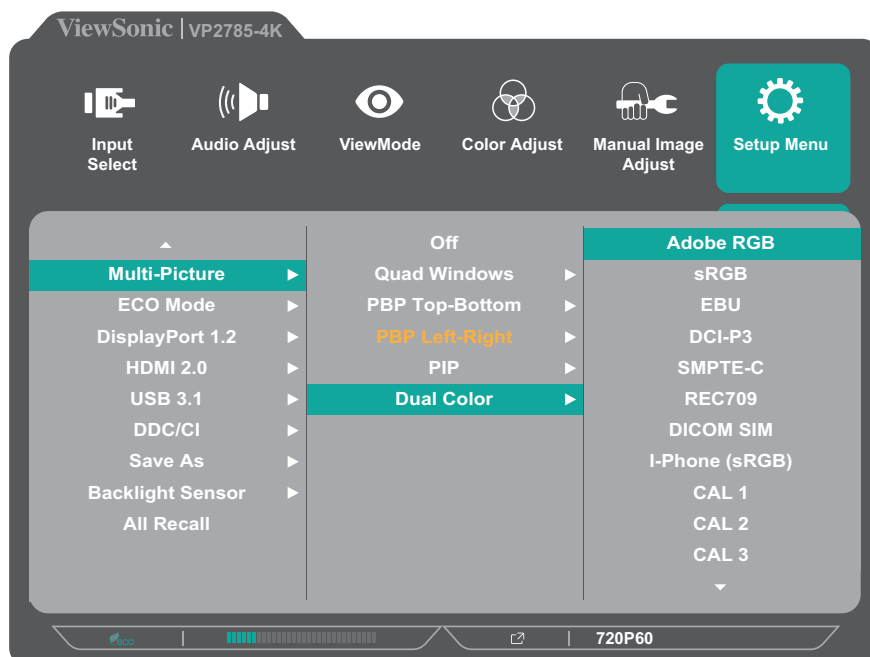 ViewSonic | VP2785-4K
Input
Select
Audio Adjust
ViewMode
Color Adjust
Manual Image
Adjust
Setup Menu
Multi-Picture
ECO Mode
DisplayPort 1.2
HDMI 2.0
USB 3.1
DDC/CI
Save As
Backlight Sensor
All Recall
Off
Quad Windows
PBP Top-Bottom
PBP Left-Right
PIP
Dual Color
Adobe RGB
sRGB
EBU
DCI-P3
SMPTE-C
REC709
DICOM SIM
I-Phone (sRGB)
CAL 1
CAL 2
CAL 3
eco
720P60